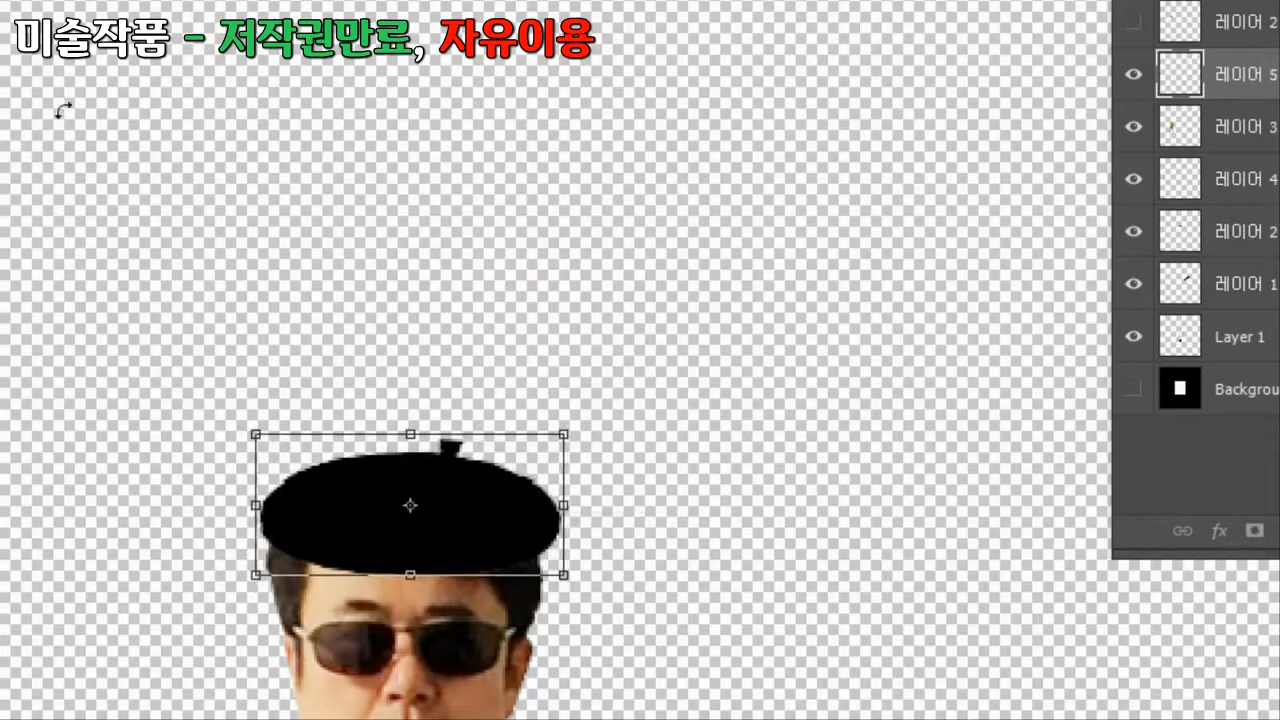 미술작품 - 저작권만료, 자유이용
레이어 2
레이어 5
레이어 3
레이어 4
레이어 2
레이어 1
Layer 1
Backgrou
fx